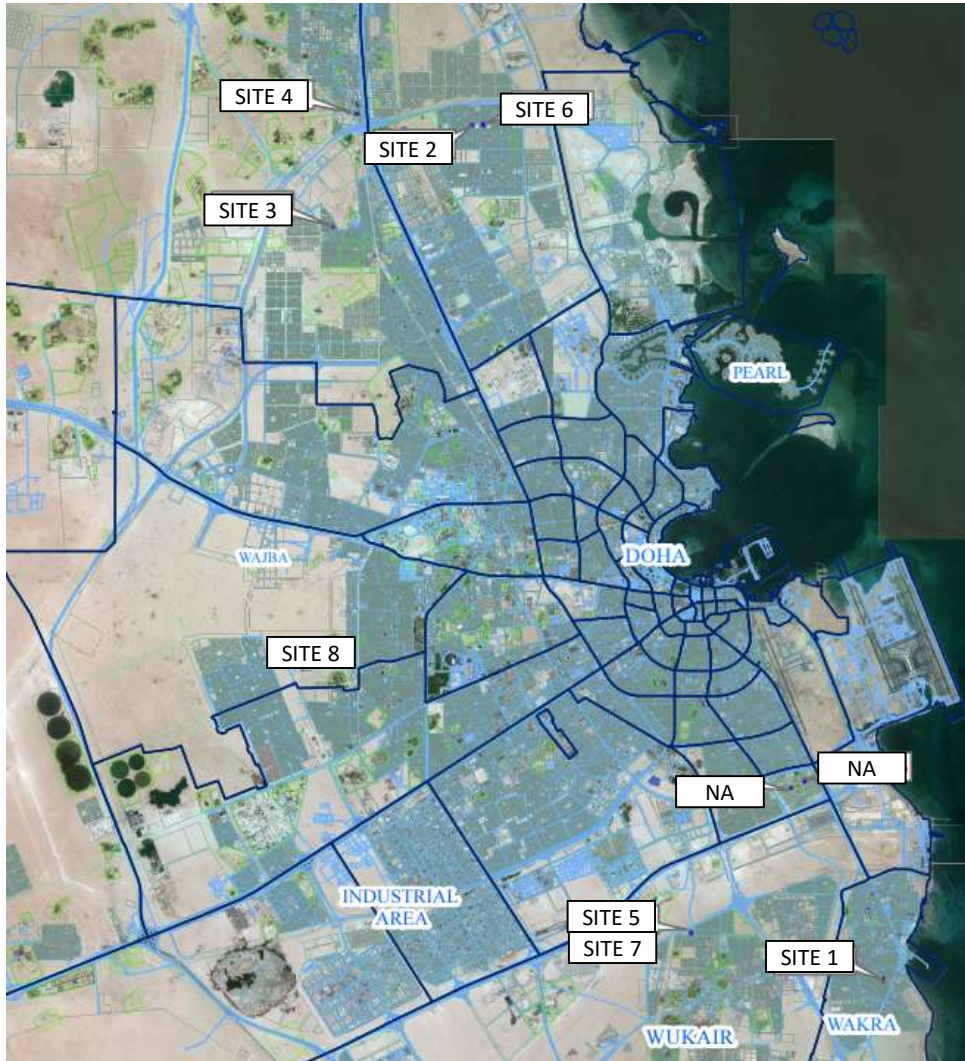 SITE 4
SITE 6
SITE 2
SITE 3
PEARL
DOHA
WAJBA
SITE 8
NA
NA
INDUSTRIAL
AREA
SITE 5
SITE 7
SITE 1
WAKRA
WUKAIR